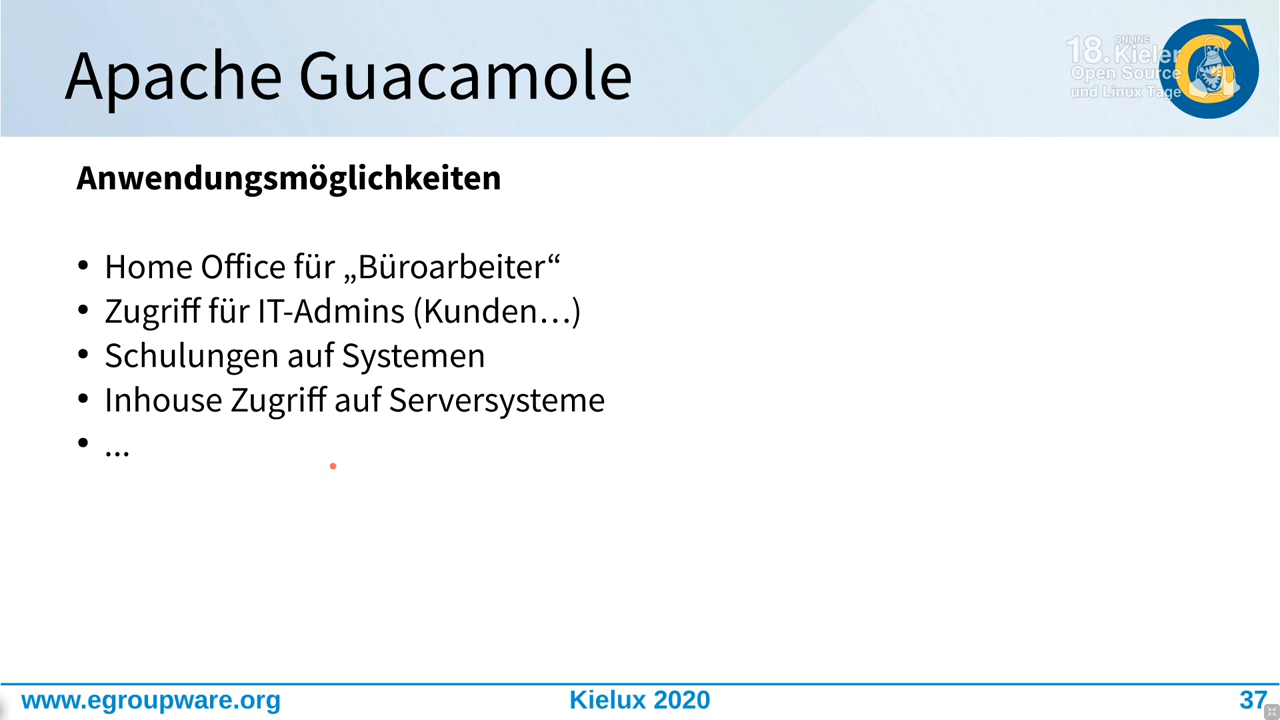 Apache Guacamole
ONLINE
18. Kieler
Open Source
und Linux Tage
Anwendungsmöglichkeiten
• Home Office für „Büroarbeiter“
• Zugriff für IT-Admins (Kunden…)
• Schulungen auf Systemen
• Inhouse Zugriff auf Serversysteme
• ...
www.egroupware.org
Kielux 2020
37